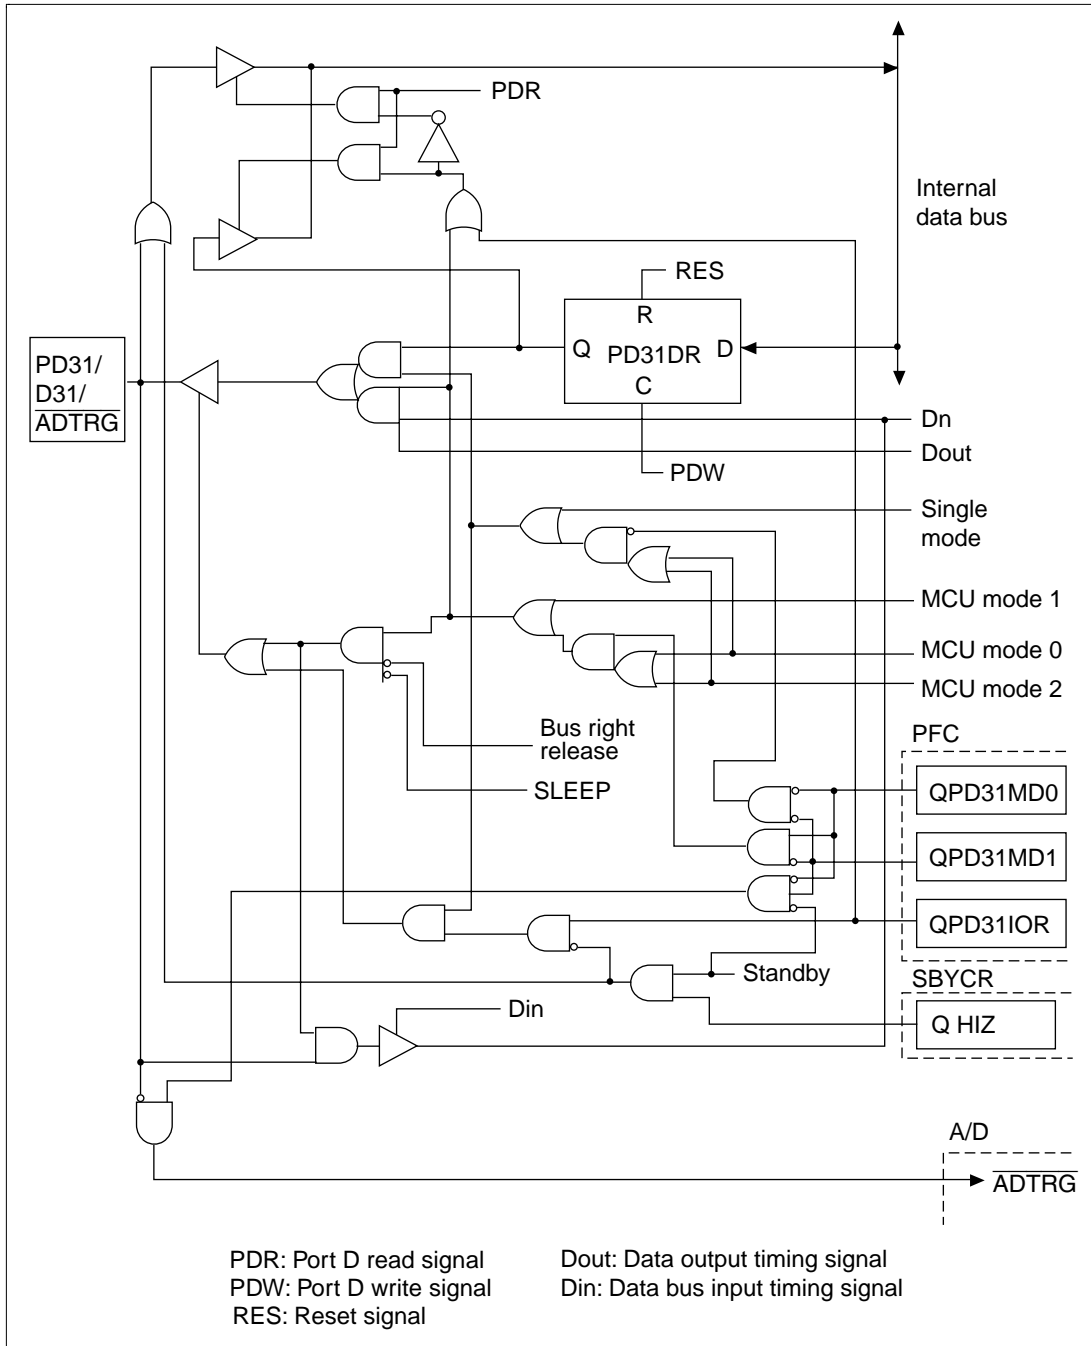 PDR
Internal
data bus
RES
R
Q
PD31DR
D
C
PD31/
D31/
ADTRG
Dn
Dout
PDW
Single
mode
MCU mode 1
MCU mode 0
MCU mode 2
Bus right
release
SLEEP
PFC
QPD31MD0
QPD31MD1
QPD31IOR
Standby
SBYCR
Q HIZ
Din
A/D
ADTRG
PDR: Port D read signal
PDW: Port D write signal
RES: Reset signal
Dout: Data output timing signal
Din: Data bus input timing signal